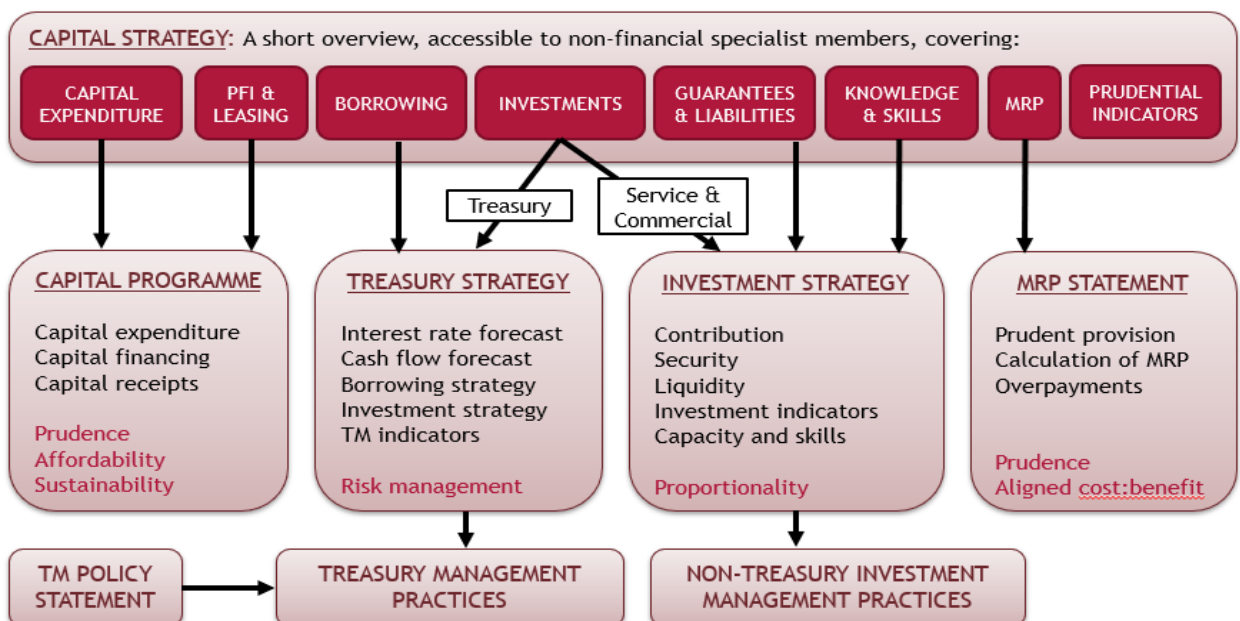 CAPITAL STRATEGY: A short overview, accessible to non-financial specialist members, covering:
CAPITAL
EXPENDITURE
PFI &
LEASING
BORROWING
INVESTMENTS
GUARANTEES
& LIABILITIES
KNOWLEDGE
& SKILLS
MRP
PRUDENTIAL
INDICATORS
Treasury
Service &
Commercial
CAPITAL PROGRAMME
Capital expenditure
Capital financing
Capital receipts
Prudence
Affordability
Sustainability
TREASURY STRATEGY
Interest rate forecast
Cash flow forecast
Borrowing strategy
Investment strategy
TM indicators
Risk management
INVESTMENT STRATEGY
Contribution
Security
Liquidity
Investment indicators
Capacity and skills
Proportionality
MRP STATEMENT
Prudent provision
Calculation of MRP
Overpayments
Prudence
Aligned cost:benefit
TM POLICY
STATEMENT
TREASURY MANAGEMENT
PRACTICES
NON-TREASURY INVESTMENT
MANAGEMENT PRACTICES